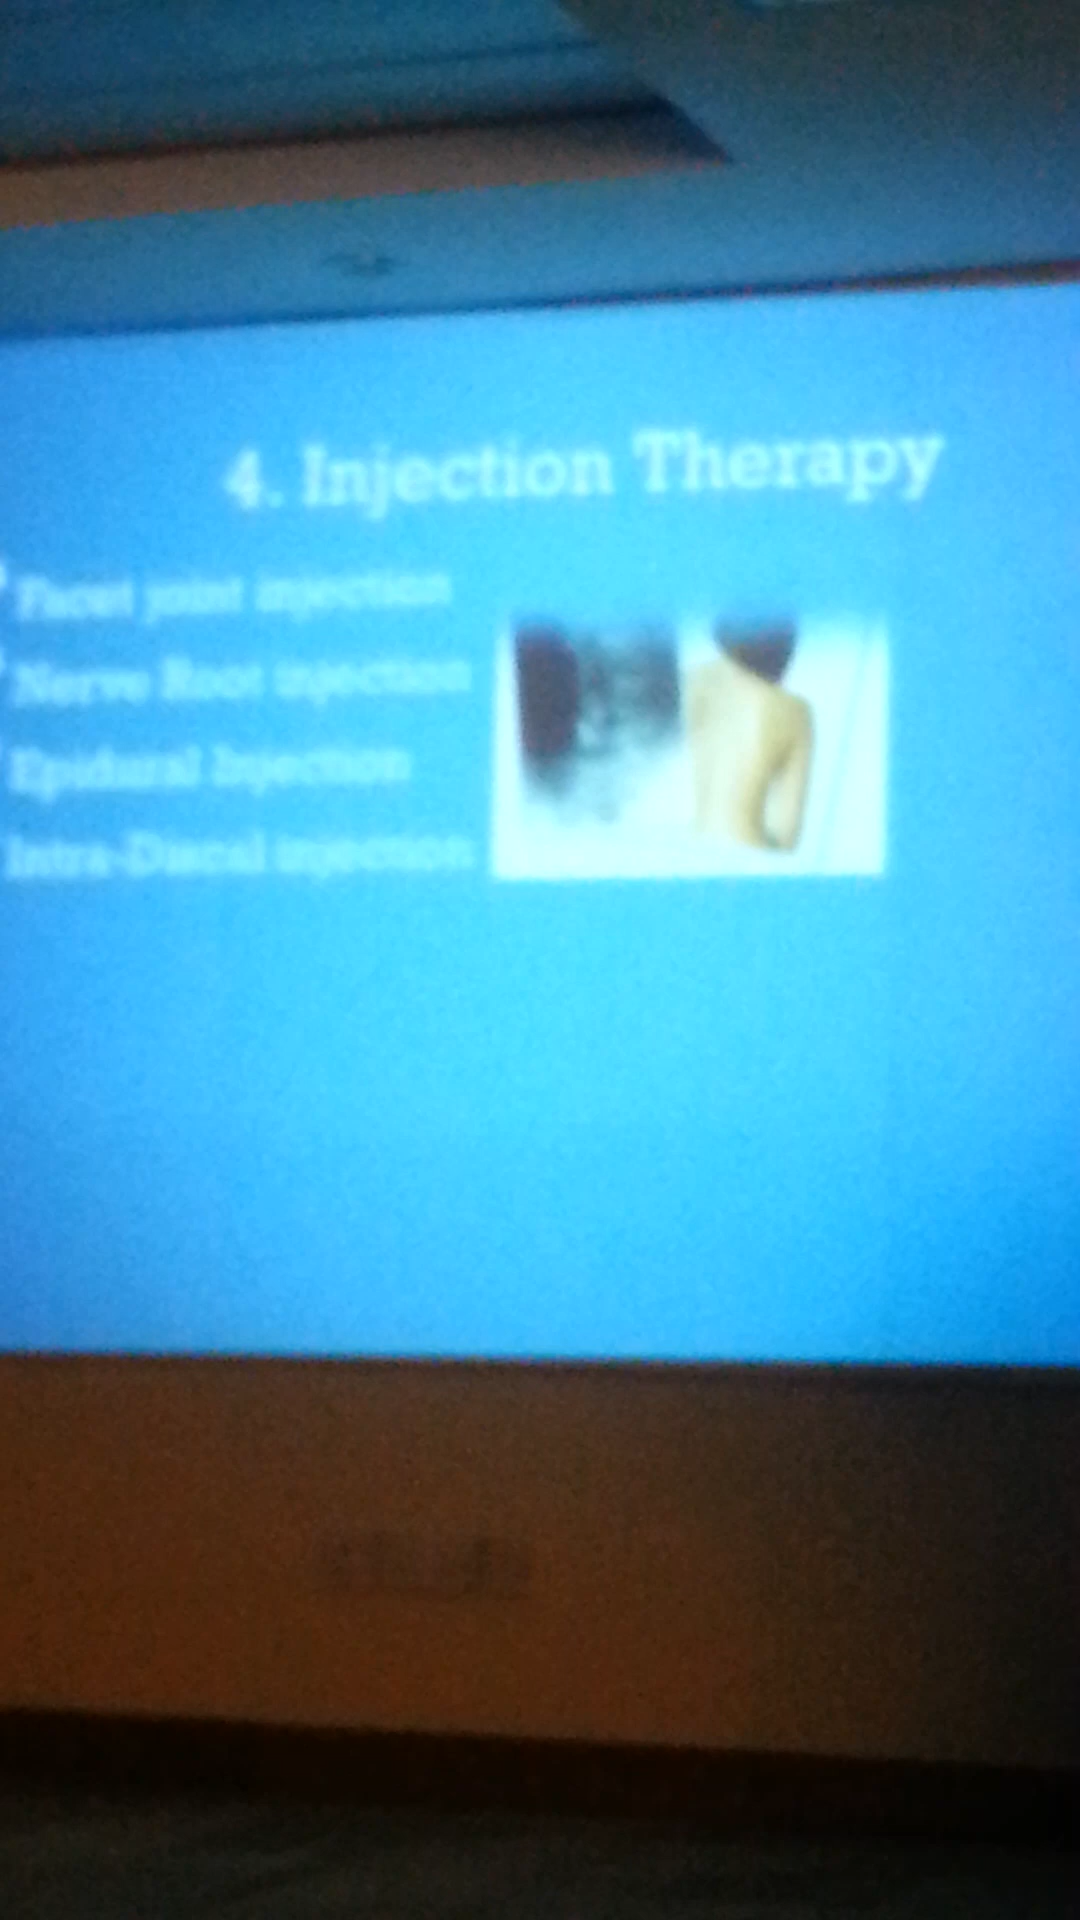 4. Injection Therapy
Facet joint injection
Nerve Root injection
Epidural Injection
Intra-Discal injection